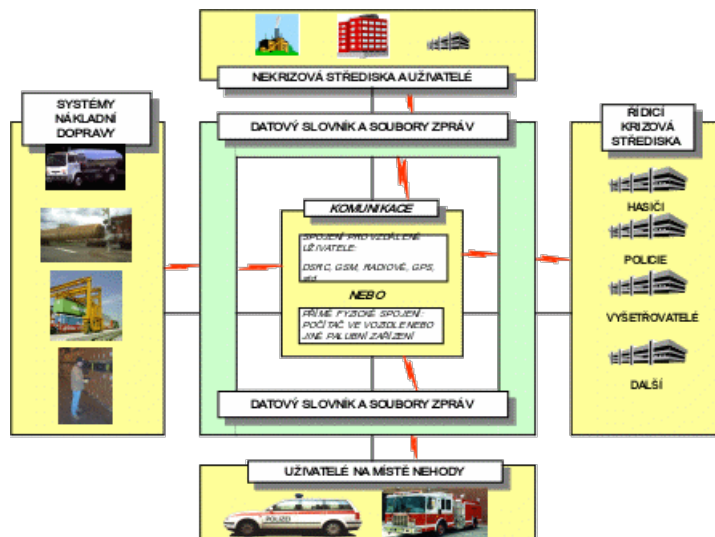 NEKRIZOVÁ STŘEDISKA A UŽIVATELÉ
SYSTÉMY
NÁKLADNÍ
DOPRAVY
DATOVÝ SLOVNÍK A SOUBORY ZPRÁV
ŘÍDICÍ
KRIZOVÁ
STŘEDISKA
HASIČI
POLICIE
VYŠETŘOVATELÉ
DALŠÍ
KOMUNIKACE
SPOJENÍ PRO VZDÁLENÉ
UŽIVATELE:
DSRC, GSM, RADIOVÉ, GPS,
atd.
NEBO
PŘÍMÉ FYZICKÉ SPOJENÍ:
POČÍTAČ VE VOZIDLE NEBO
JINÉ PALUBNÍ ZAŘÍZENÍ
DATOVÝ SLOVNÍK A SOUBORY ZPRÁV
UŽIVATELÉ NA MÍSTĚ NEHODY